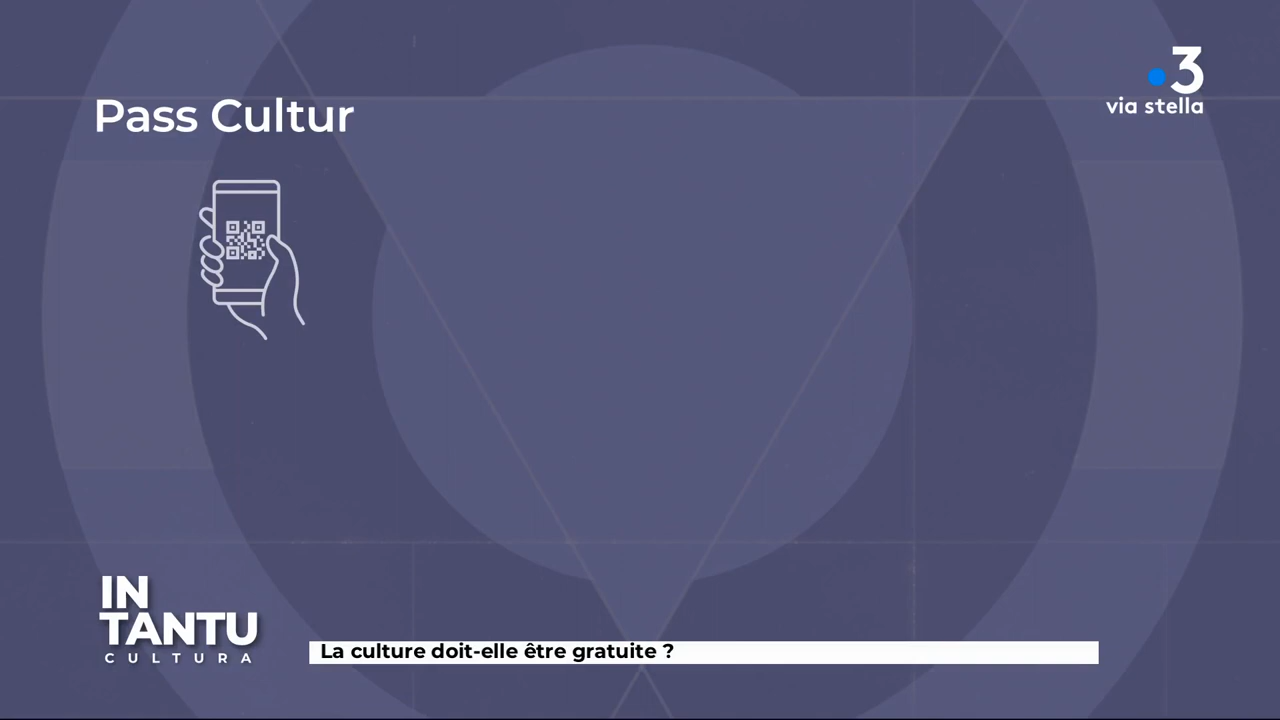 Pass Cultur
3
via stella
IN
TANTU
CULTURA
La culture doit-elle être gratuite ?